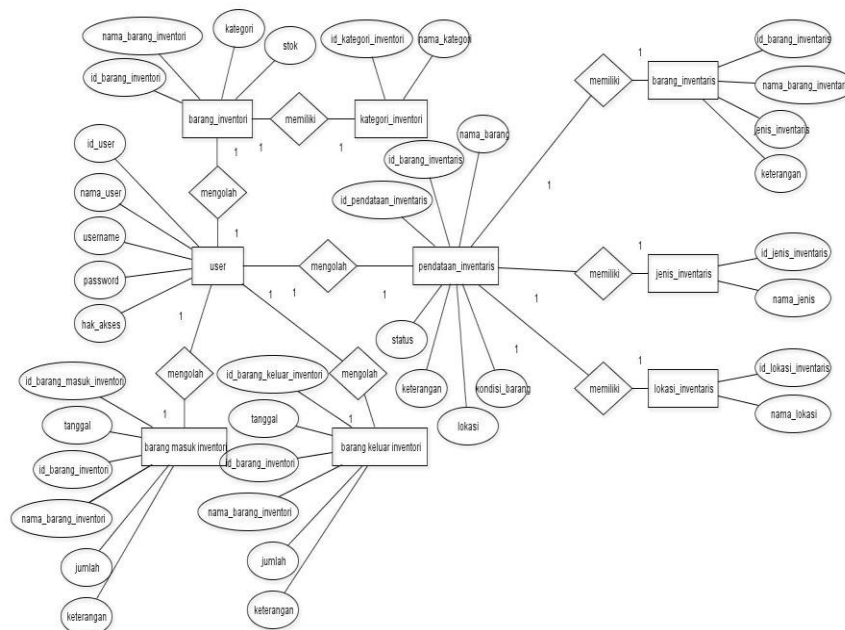 kategori
nama_barang_inventori
stok
id_barang_inventori
barang_inventori
1
memiliki
1
id_kategori_inventori
nama_kategori
kategori_inventori
1
mengolah
1
id_user
nama_user
username
password
hak_akses
user
1
mengolah
1
nama_barang
id_barang_inventaris
id_pendataan_inventaris
pendataan_inventaris
status
keterangan
lokasi
kondisi_barang
1
memiliki
1
barang_inventaris
id_barang_inventaris
nama_barang_inventaris
jenis_inventaris
keterangan
1
memiliki
1
jenis_inventaris
id_jenis_inventaris
nama_jenis
1
memiliki
1
lokasi_inventaris
id_lokasi_inventaris
nama_lokasi
1
mengolah
1
id_barang_masuk_inventori
tanggal
id_barang_inventori
nama_barang_inventori
jumlah
keterangan
barang masuk inventori
1
mengolah
1
id_barang_keluar_inventori
tanggal
id_barang_inventori
nama_barang_inventori
jumlah
keterangan
barang keluar inventori